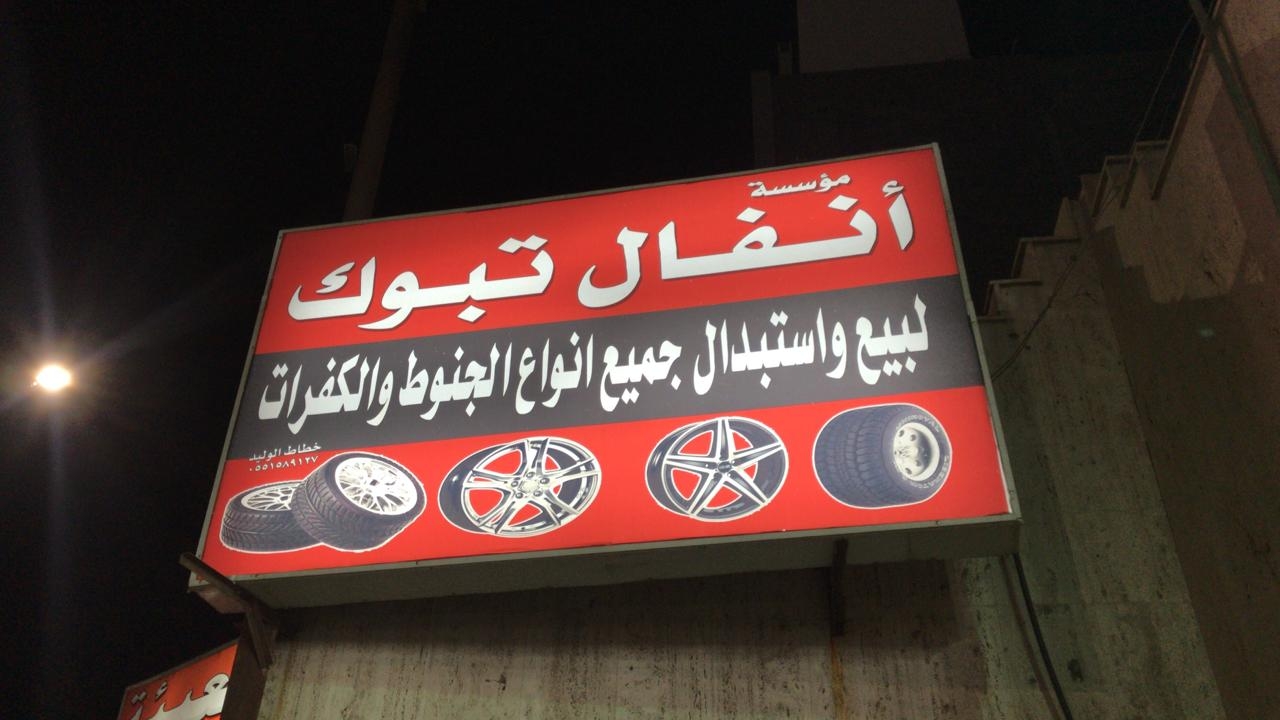 مؤسسة
أنفال تبوك
لبيع واستبدال جميع انواع الجنوط والكفرات
خطاط الوليد
٠٥٥١٥٨٩١٢٧